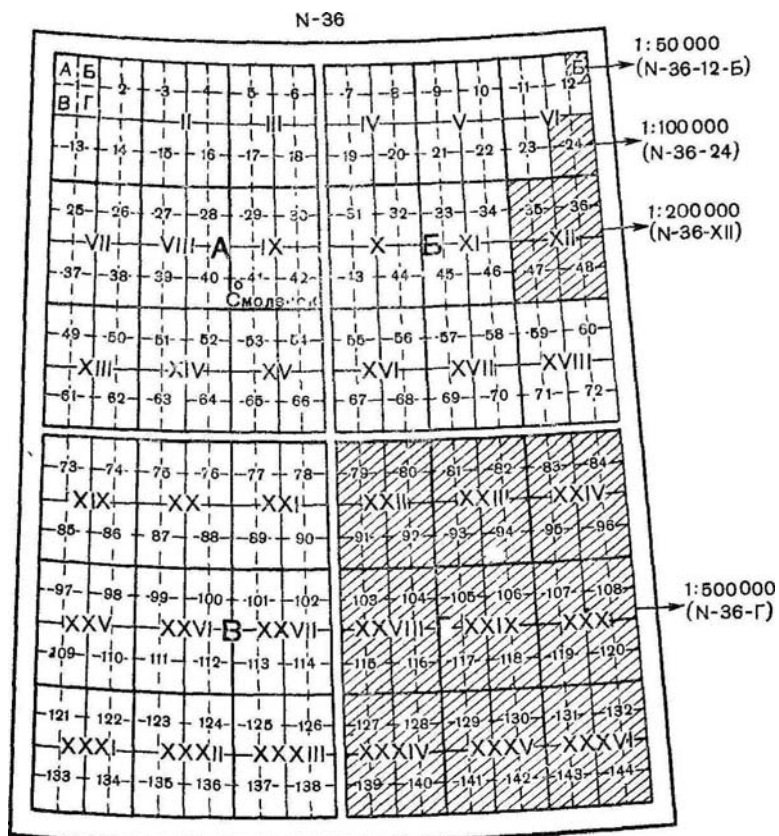 N-36
А Б 2 3 4 5 6 7 8 9 10 11 12 Б
1
В Г
1:50 000
(N-36-12-Б)
II III IV V VI
13 14 15 16 17 18 19 20 21 22 23 24
1:100 000
(N-36-24)
25 26 27 28 29 30 31 32 33 34 35 36
VII VIII А IX X Б XI XII
1:200 000
(N-36-XII)
37 38 39 40 41 42 43 44 45 46 47 48
Смоленск
49 50 51 52 53 54 55 56 57 58 59 60
XIII XIV XV XVI XVII XVIII
61 62 63 64 65 66 67 68 69 70 71 72
73 74 75 76 77 78 79 80 81 82 83 84
XIX XX XXI XXII XXIII XXIV
85 86 87 88 89 90 91 92 93 94 95 96
97 98 99 100 101 102 103 104 105 106 107 108
XXV XXVI В XXVII XXVIII Г XXIX XXX
1:500 000
(N-36-Г)
109 110 111 112 113 114 115 116 117 118 119 120
121 122 123 124 125 126 127 128 129 130 131 132
XXXI XXXII XXXIII XXXIV XXXV XXXVI
133 134 135 136 137 138 139 140 141 142 143 144